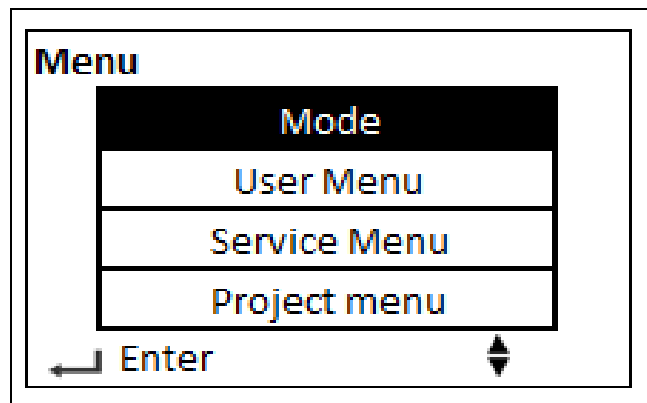 Menu
Mode
User Menu
Service Menu
Project menu
Enter